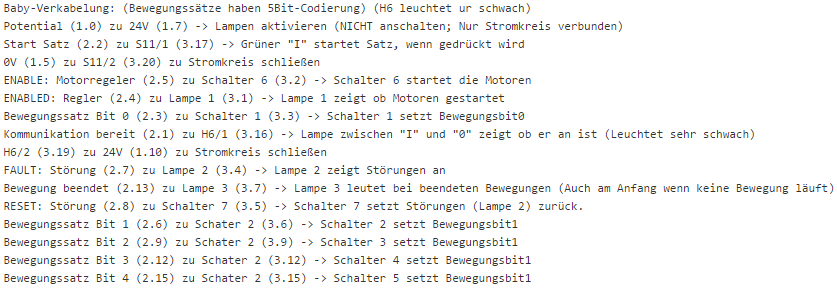 Baby-Verkabelung: (Bewegungssätze haben 5Bit-Codierung) (H6 leuchtet ur schwach)
Potential (1.0) zu 24V (1.7) -> Lampen aktivieren (NICHT anschalten; Nur Stromkreis verbunden)
Start Satz (2.2) zu S11/1 (3.17) -> Grüner "I" startet Satz, wenn gedrückt wird
0V (1.5) zu S11/2 (3.20) zu Stromkreis schließen
ENABLE: Motorregeler (2.5) zu Schalter 6 (3.2) -> Schalter 6 startet die Motoren
ENABLED: Regler (2.4) zu Lampe 1 (3.1) -> Lampe 1 zeigt ob Motoren gestartet
Bewegungssatz Bit 0 (2.3) zu Schalter 1 (3.3) -> Schalter 1 setzt Bewegungsbit0
Kommunikation bereit (2.1) zu H6/1 (3.16) -> Lampe zwischen "I" und "0" zeigt ob er an ist (Leuchtet sehr schwach)
H6/2 (3.19) zu 24V (1.10) zu Stromkreis schließen
FAULT: Störung (2.7) zu Lampe 2 (3.4) -> Lampe 2 zeigt Störungen an
Bewegung beendet (2.13) zu Lampe 3 (3.7) -> Lampe 3 leutet bei beendeten Bewegungen (Auch am Anfang wenn keine Bewegung läuft)
RESET: Störung (2.8) zu Schalter 7 (3.5) -> Schalter 7 setzt Störungen (Lampe 2) zurück.
Bewegungssatz Bit 1 (2.6) zu Schater 2 (3.6) -> Schalter 2 setzt Bewegungsbit1
Bewegungssatz Bit 2 (2.9) zu Schater 2 (3.9) -> Schalter 3 setzt Bewegungsbit1
Bewegungssatz Bit 3 (2.12) zu Schater 2 (3.12) -> Schalter 4 setzt Bewegungsbit1
Bewegungssatz Bit 4 (2.15) zu Schater 2 (3.15) -> Schalter 5 setzt Bewegungsbit1